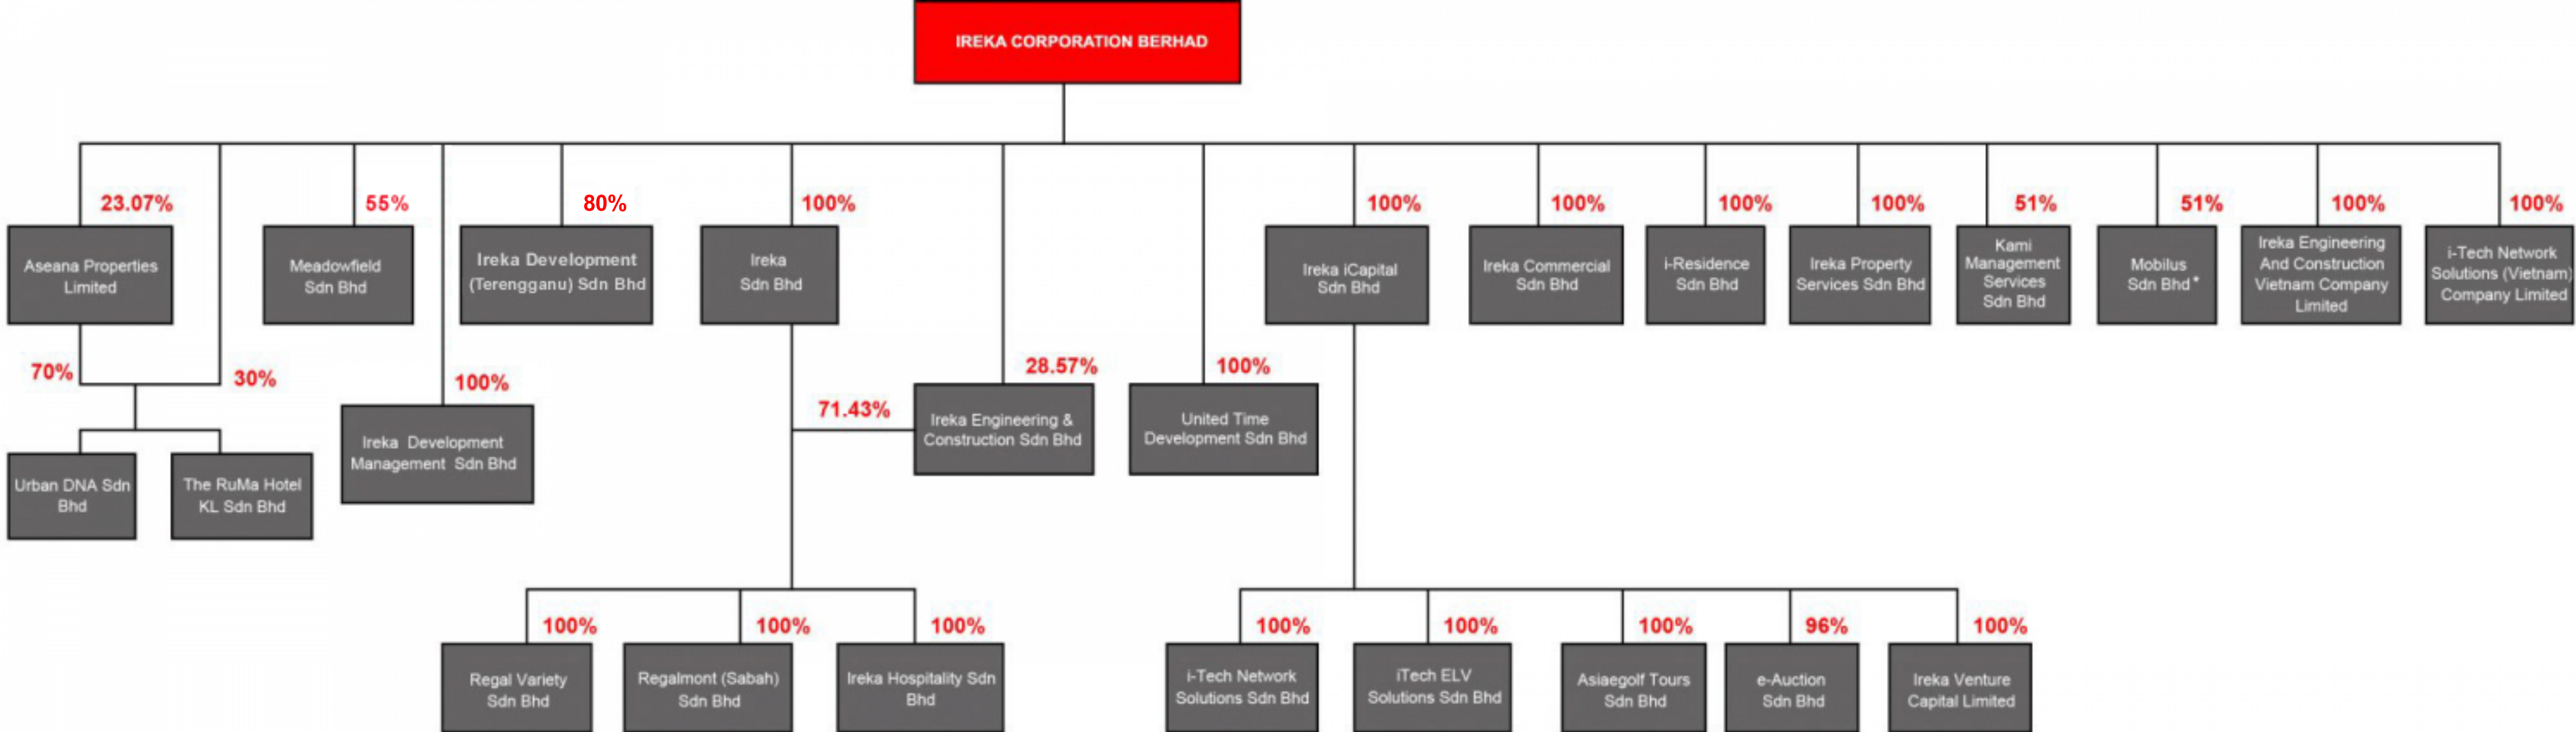 IREKA CORPORATION BERHAD
23.07%
55%
80%
100%
100%
100%
100%
100%
51%
51%
100%
100%
Aseana Properties
Limited
Meadowfield
Sdn Bhd
Ireka Development
(Terengganu) Sdn Bhd
Ireka
Sdn Bhd
Ireka iCapital
Sdn Bhd
Ireka Commercial
Sdn Bhd
i-Residence
Sdn Bhd
Ireka Property
Services Sdn Bhd
Kami
Management
Services
Sdn Bhd
Mobilus
Sdn Bhd *
Ireka Engineering
And Construction
Vietnam Company
Limited
i-Tech Network
Solutions (Vietnam)
Company Limited
70%
30%
100%
71.43%
28.57%
100%
Ireka Development
Management Sdn Bhd
Ireka Engineering &
Construction Sdn Bhd
United Time
Development Sdn Bhd
Urban DNA Sdn
Bhd
The RuMa Hotel
KL Sdn Bhd
100%
100%
100%
100%
100%
100%
96%
100%
Regal Variety
Sdn Bhd
Regalmont (Sabah)
Sdn Bhd
Ireka Hospitality Sdn
Bhd
i-Tech Network
Solutions Sdn Bhd
iTech ELV
Solutions Sdn Bhd
Asiaegolf Tours
Sdn Bhd
e-Auction
Sdn Bhd
Ireka Venture
Capital Limited